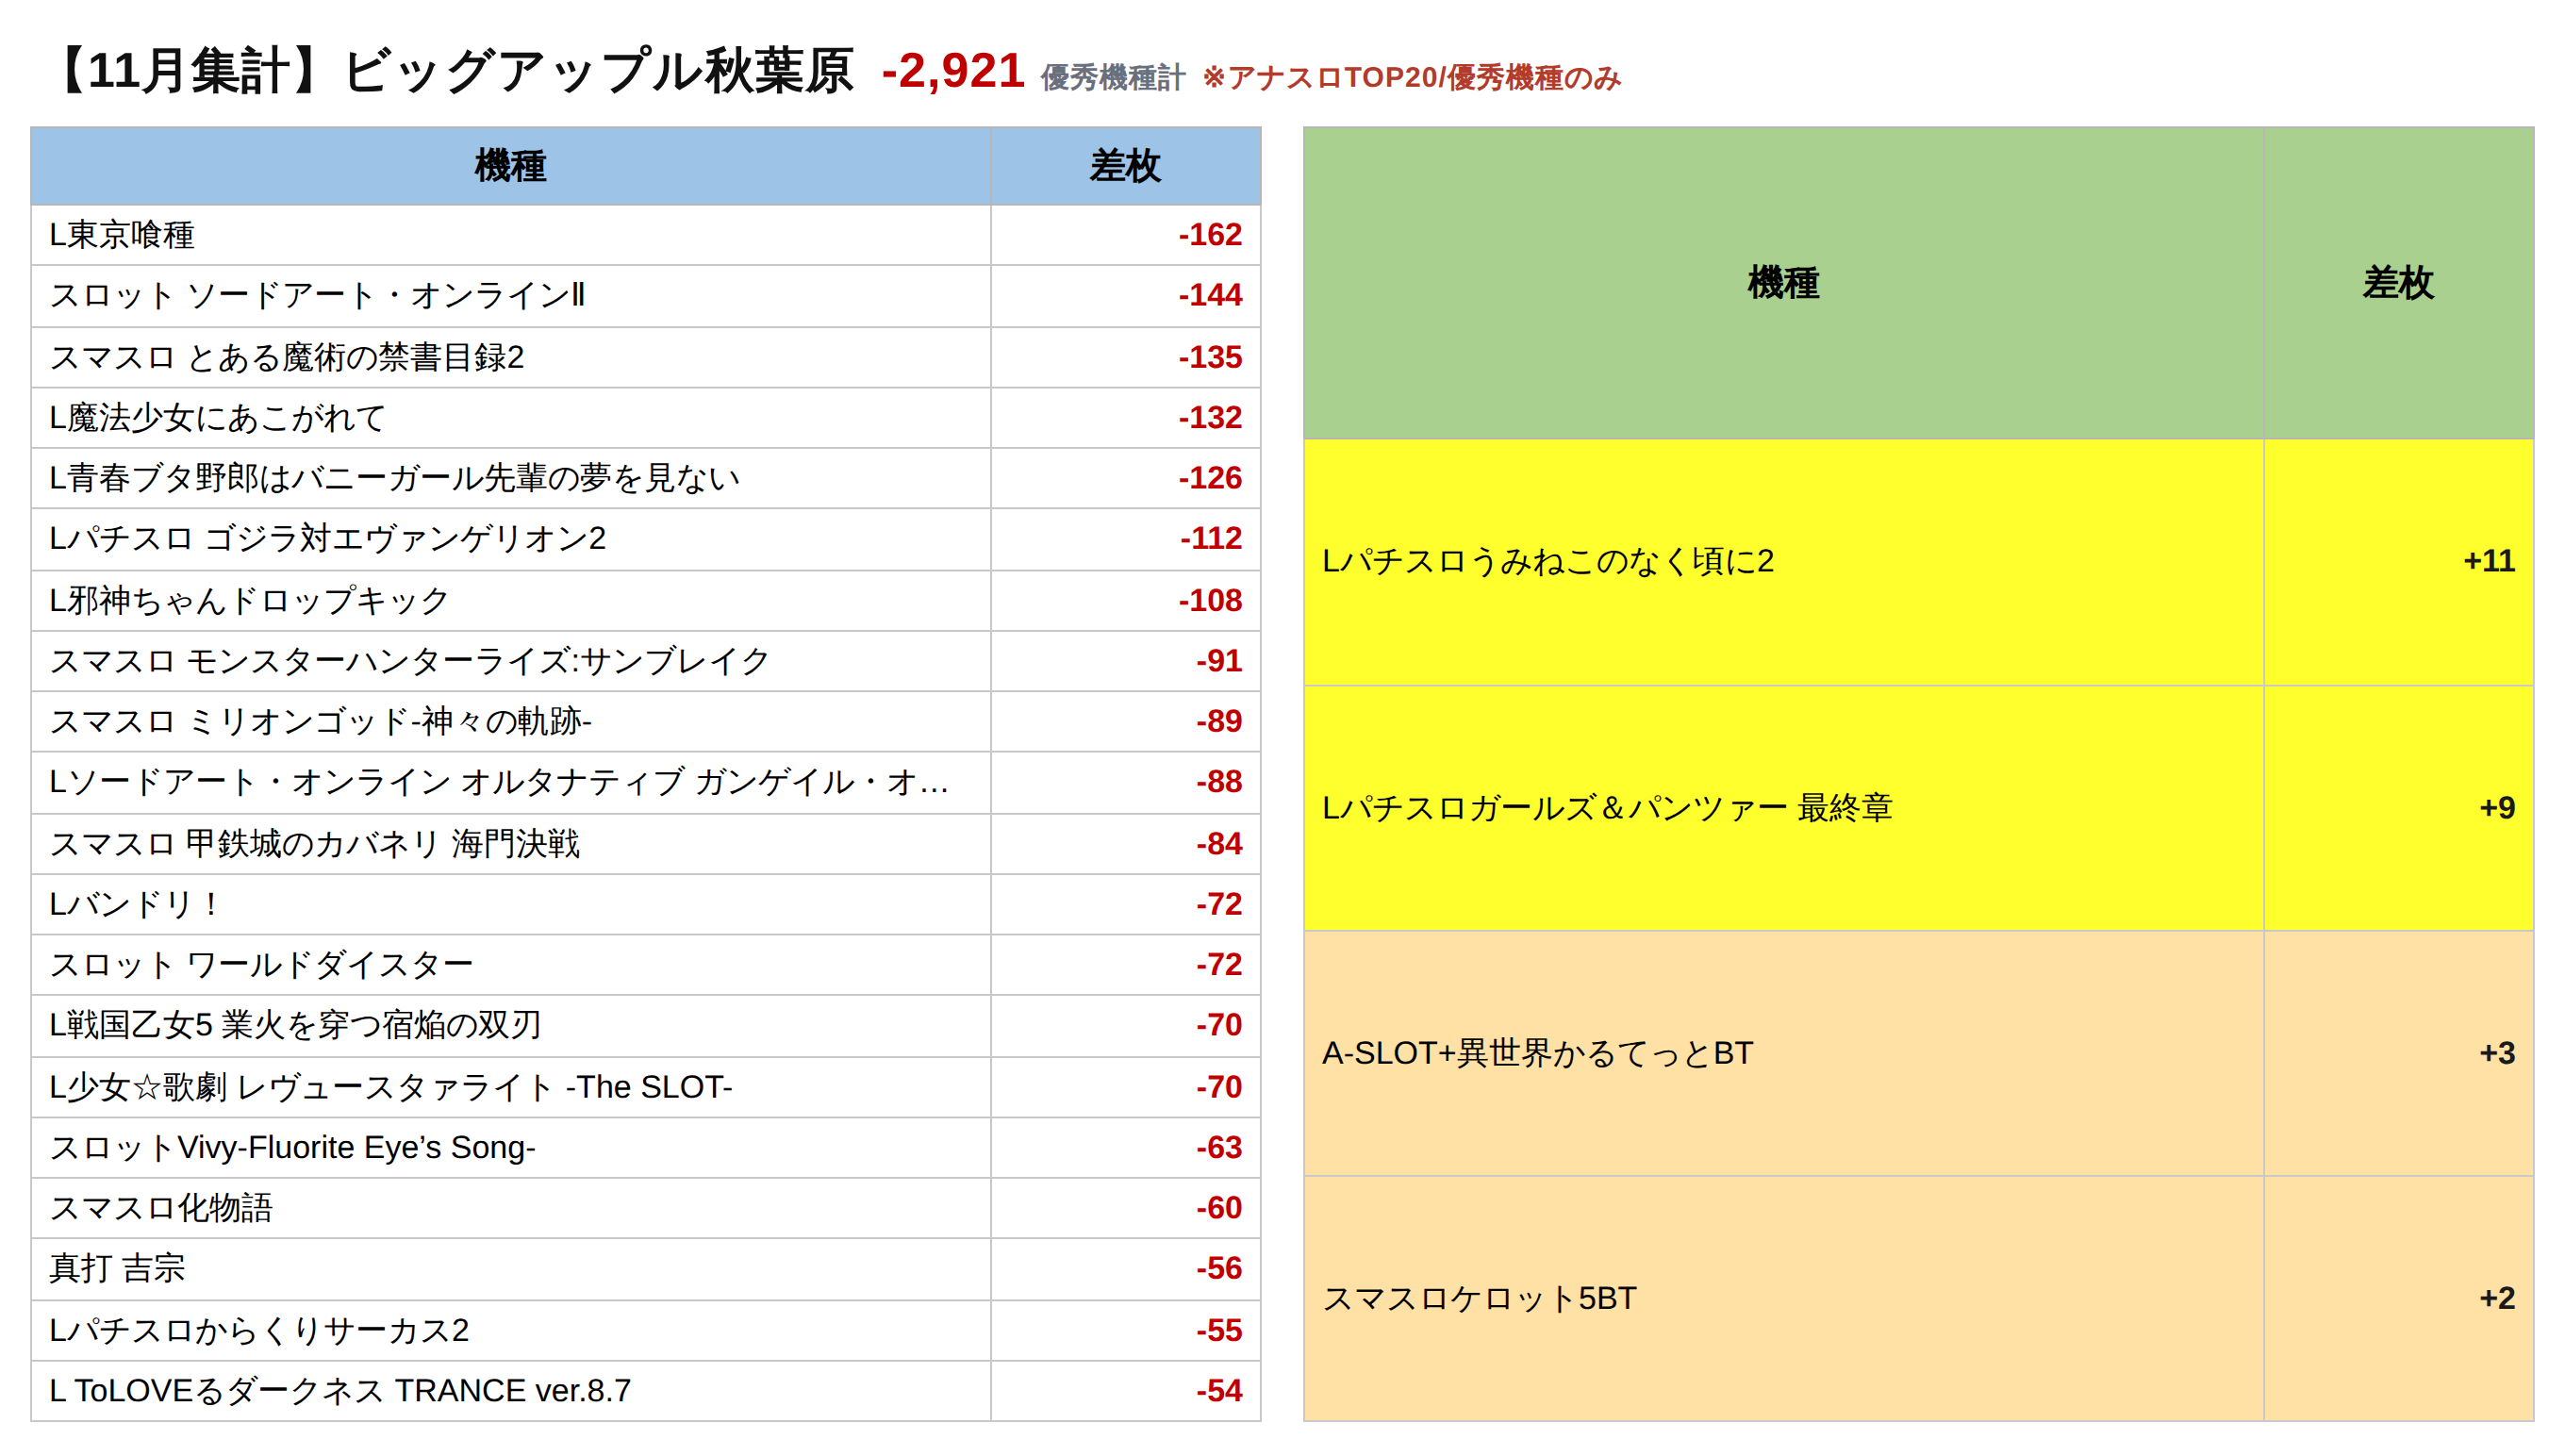 【11月集計】ビッグアップル秋葉原 -2,921 優秀機種計 ※アナスロTOP20/優秀機種のみ
機種 差枚
L東京喰種 -162
スロット ソードアート・オンラインⅡ -144
スマスロ とある魔術の禁書目録2 -135
L魔法少女にあこがれて -132
L青春ブタ野郎はバニーガール先輩の夢を見ない -126
Lパチスロ ゴジラ対エヴァンゲリオン2 -112
L邪神ちゃんドロップキック -108
スマスロ モンスターハンターライズ:サンブレイク -91
スマスロ ミリオンゴッド-神々の軌跡- -89
Lソードアート・オンライン オルタナティブ ガンゲイル・オ… -88
スマスロ 甲鉄城のカバネリ 海門決戦 -84
Lバンドリ！ -72
スロット ワールドダイスター -72
L戦国乙女5 業火を穿つ宿焔の双刃 -70
L少女☆歌劇 レヴュースタァライト -The SLOT- -70
スロットVivy-Fluorite Eye’s Song- -63
スマスロ化物語 -60
真打 吉宗 -56
Lパチスロからくりサーカス2 -55
L ToLOVEるダークネス TRANCE ver.8.7 -54
機種 差枚
Lパチスロうみねこのなく頃に2 +11
Lパチスロガールズ＆パンツァー 最終章 +9
A-SLOT+異世界かるてっとBT +3
スマスロケロット5BT +2